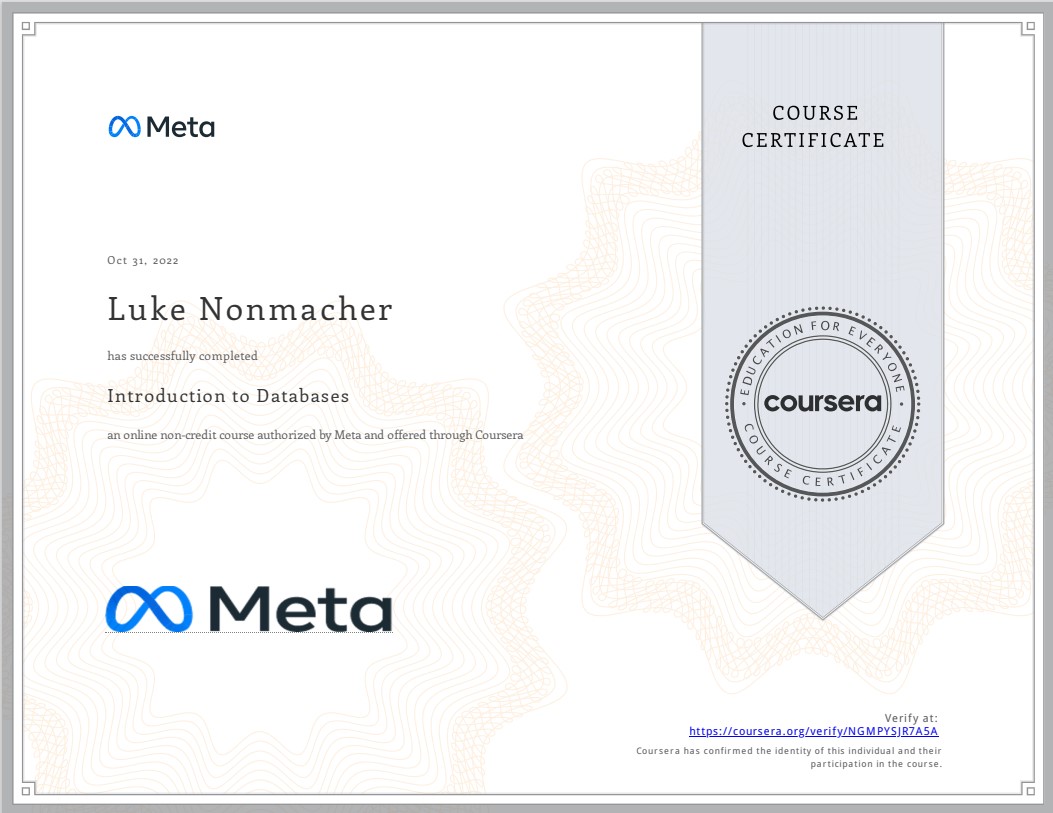 Meta
COURSE
CERTIFICATE
Oct 31, 2022
Luke Nonmacher
has successfully completed
Introduction to Databases
an online non-credit course authorized by Meta and offered through Coursera
EDUCATION FOR EVERYONE
coursera
COURSE CERTIFICATE
Meta
Verify at:
https://coursera.org/verify/NGMPYSJR7A5A
Coursera has confirmed the identity of this individual and their
participation in the course.